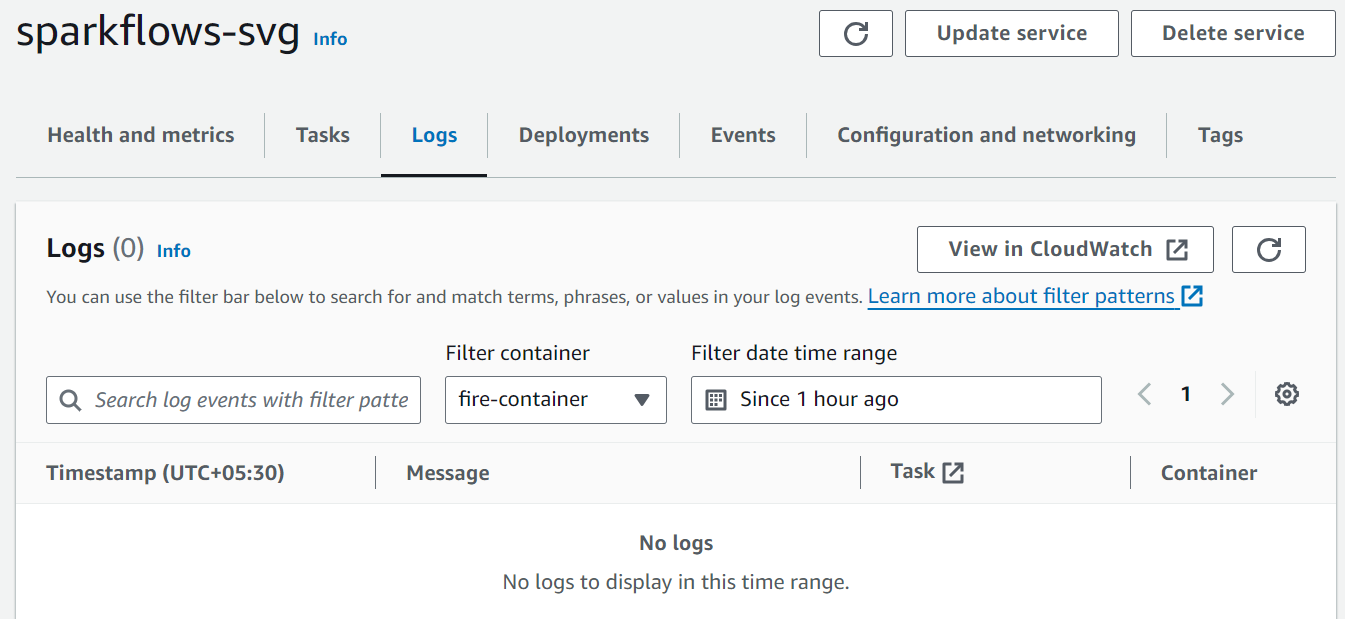 sparkflows-svg Info Update service Delete service
Health and metrics Tasks Logs Deployments Events Configuration and networking Tags
Logs (0) Info View in CloudWatch
You can use the filter bar below to search for and match terms, phrases, or values in your log events. Learn more about filter patterns
Filter container Filter date time range
Search log events with filter patte fire-container Since 1 hour ago 1
Timestamp (UTC+05:30) Message Task Container
No logs
No logs to display in this time range.